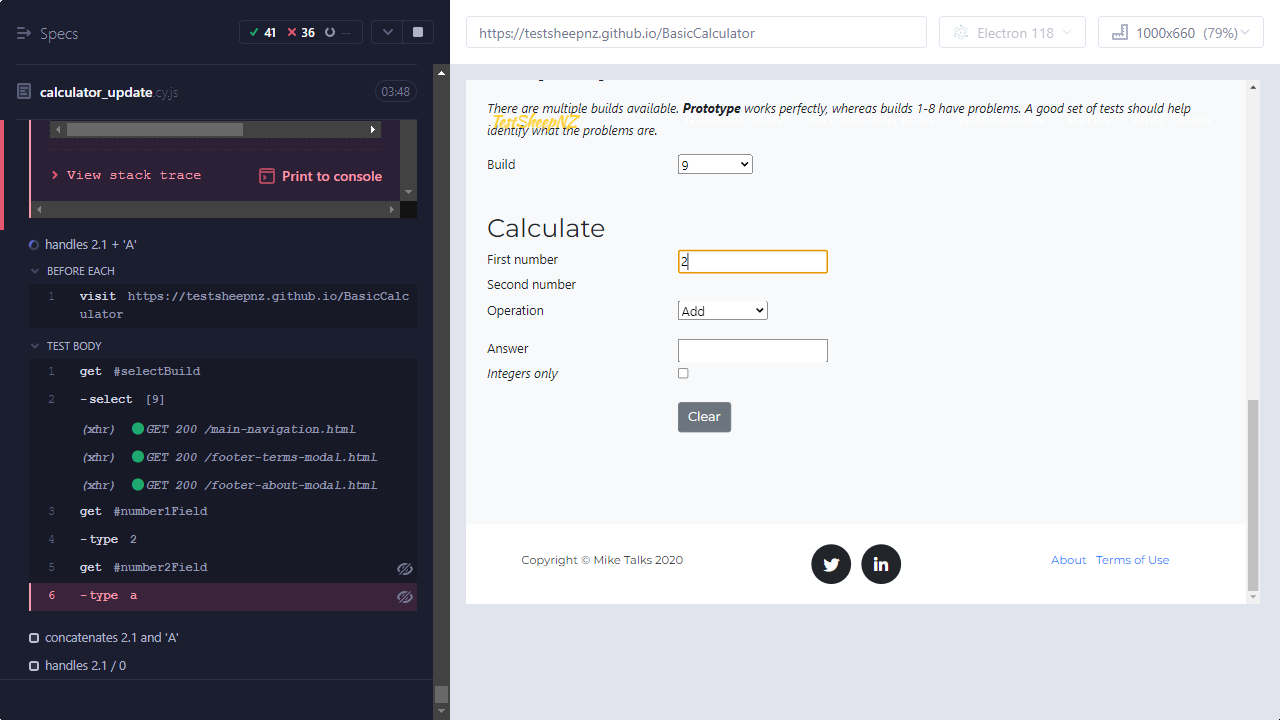 Specs
41
36
--
calculator_update.cy.js
03:48
View stack trace
Print to console
handles 2.1 + 'A'
BEFORE EACH
1 visit https://testsheepnz.github.io/BasicCalc
ulator
TEST BODY
1 get #selectBuild
2 -select [9]
(xhr) GET 200 /main-navigation.html
(xhr) GET 200 /footer-terms-modal.html
(xhr) GET 200 /footer-about-modal.html
3 get #number1Field
4 -type 2
5 get #number2Field
6 -type a
concatenates 2.1 and 'A'
handles 2.1 / 0
https://testsheepnz.github.io/BasicCalculator
Electron 118
1000x660 (79%)
There are multiple builds available. Prototype works perfectly, whereas builds 1-8 have problems. A good set of tests should help
TestSheepNZ
identify what the problems are.
Build
9
Calculate
First number
2
Second number
Operation
Add
Answer
Integers only
Clear
Copyright © Mike Talks 2020
About Terms of Use